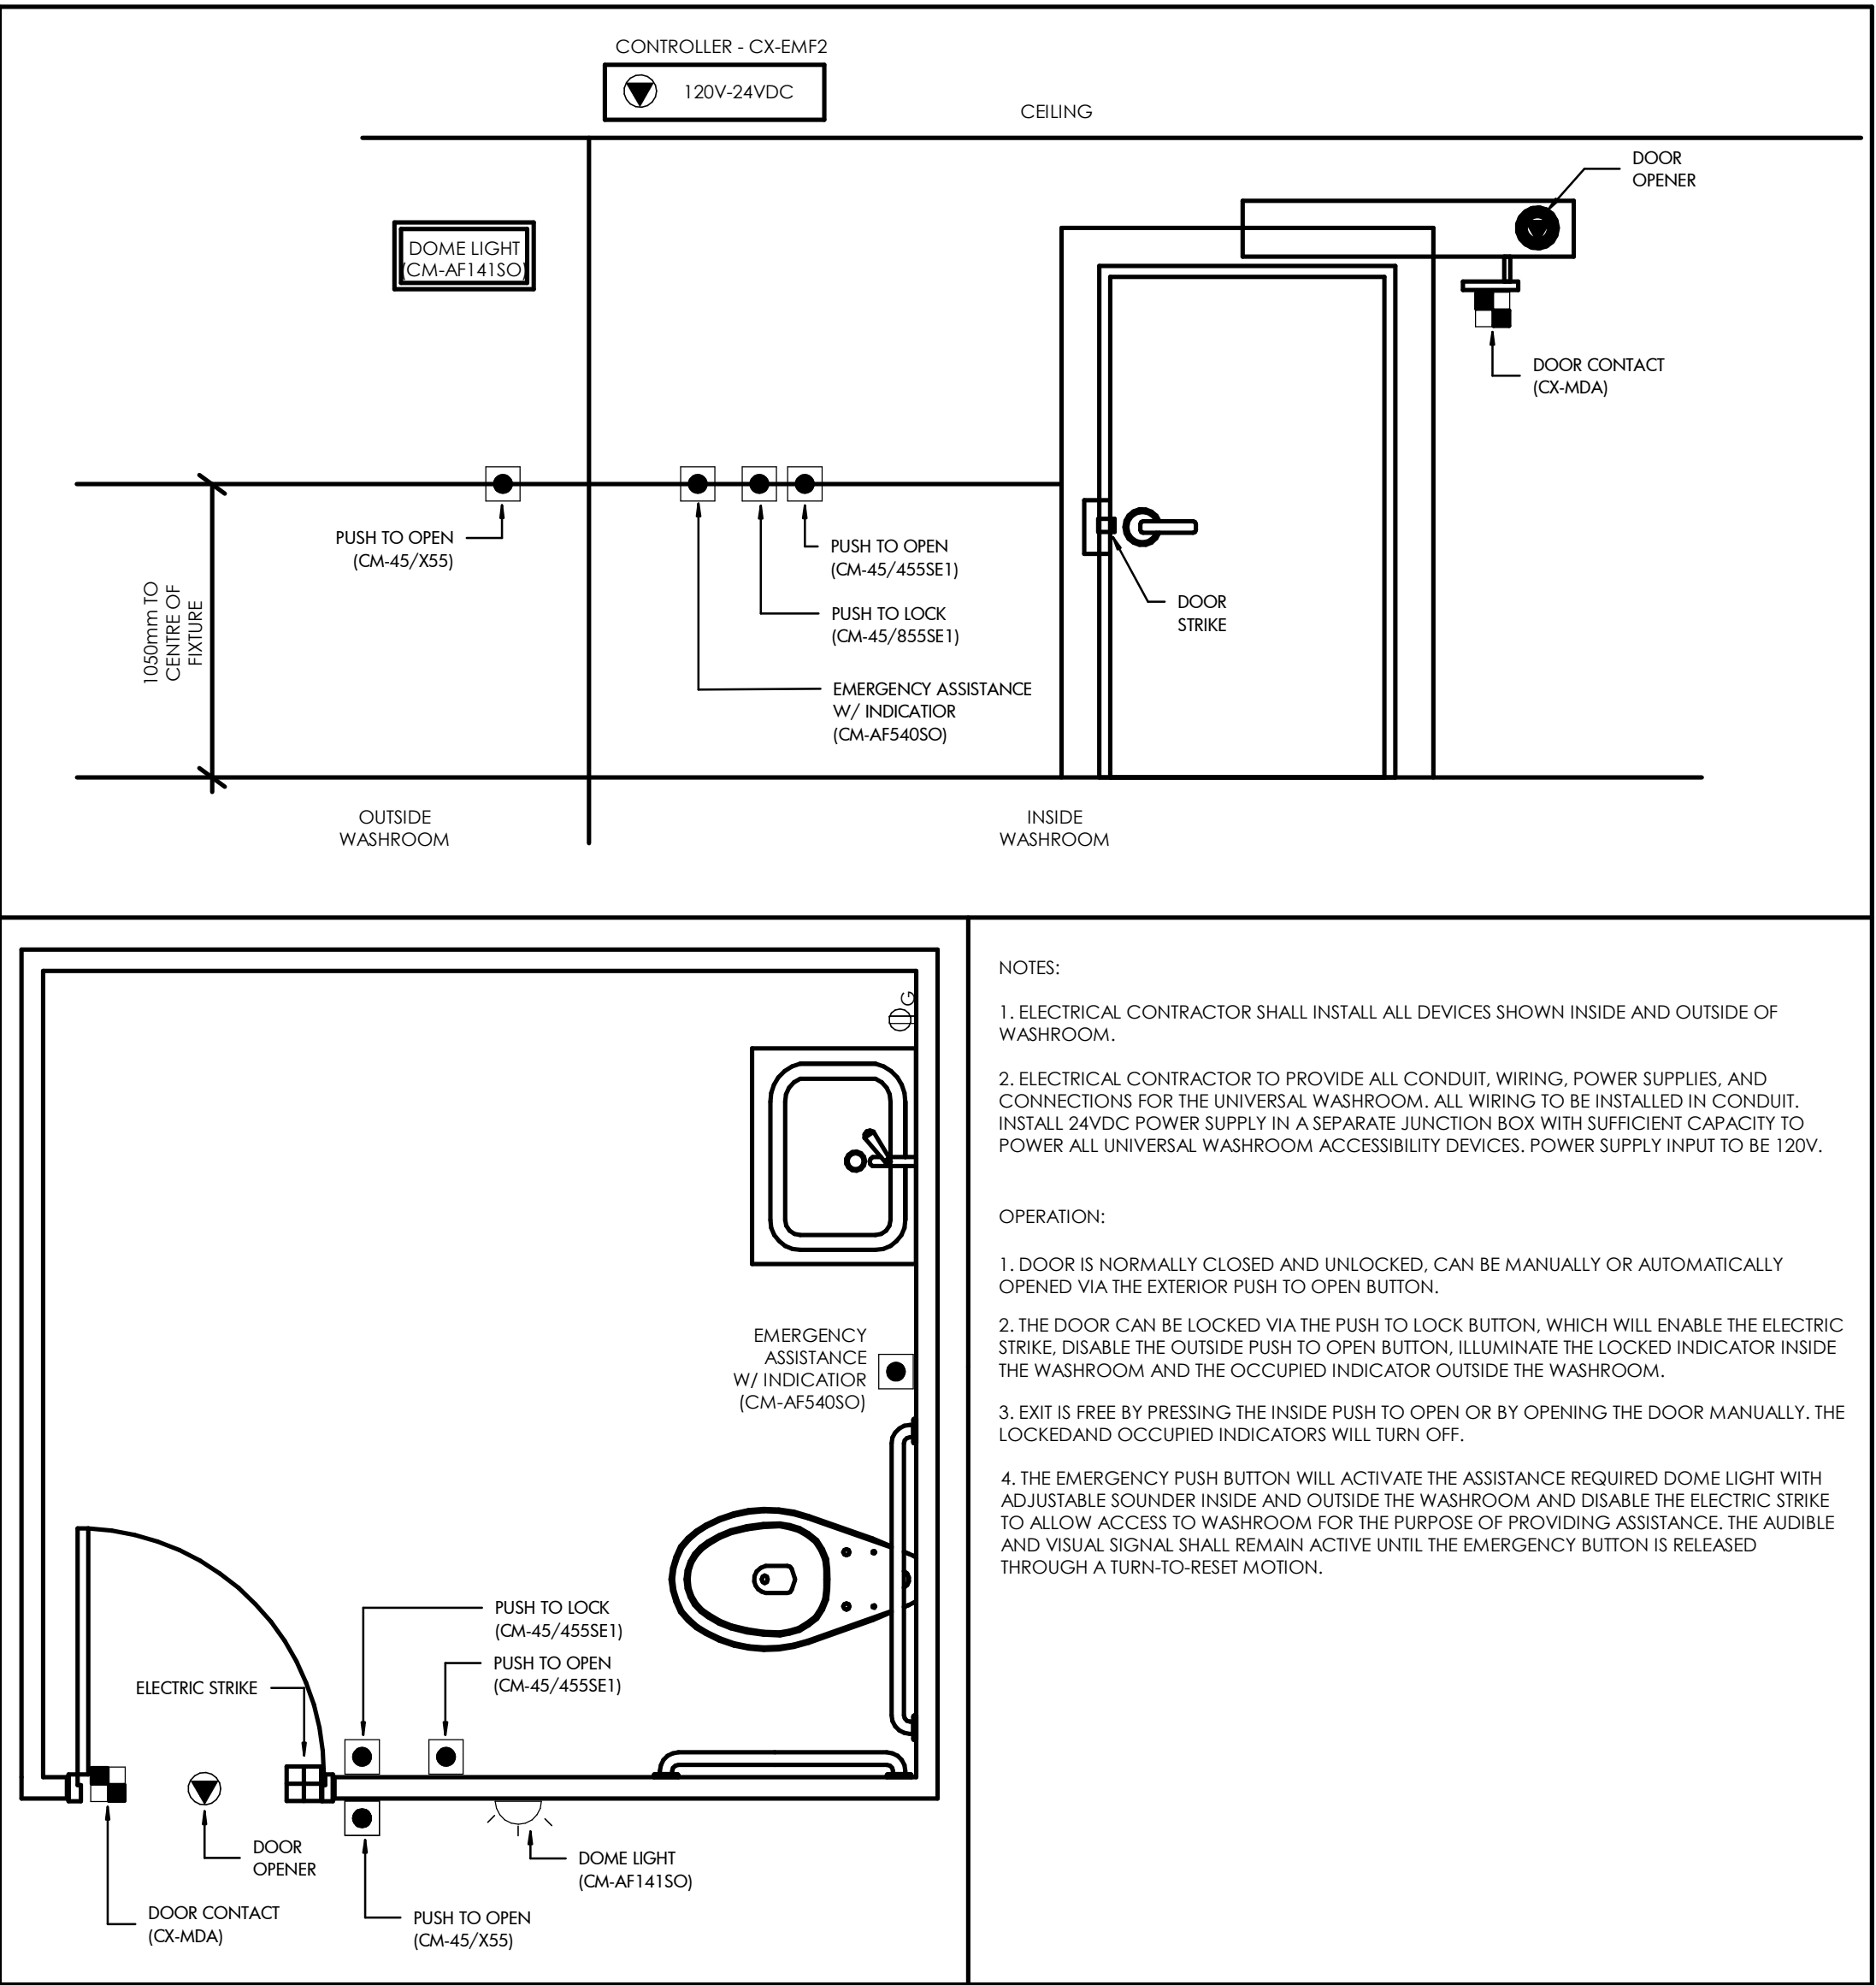 CONTROLLER - CX-EMF2
120V-24VDC
CEILING
DOOR
OPENER
DOME LIGHT
(CM-AF141SO)
DOOR CONTACT
(CX-MDA)
PUSH TO OPEN
(CM-45/X55)
PUSH TO OPEN
(CM-45/455SE1)
PUSH TO LOCK
(CM-45/855SE1)
EMERGENCY ASSISTANCE
W/ INDICATIOR
(CM-AF540SO)
DOOR
STRIKE
1050mm TO
CENTRE OF
FIXTURE
OUTSIDE
WASHROOM
INSIDE
WASHROOM
G
EMERGENCY
ASSISTANCE
W/ INDICATIOR
(CM-AF540SO)
PUSH TO LOCK
(CM-45/455SE1)
PUSH TO OPEN
(CM-45/455SE1)
ELECTRIC STRIKE
DOOR
OPENER
DOME LIGHT
(CM-AF141SO)
DOOR CONTACT
(CX-MDA)
PUSH TO OPEN
(CM-45/X55)
NOTES:
1. ELECTRICAL CONTRACTOR SHALL INSTALL ALL DEVICES SHOWN INSIDE AND OUTSIDE OF
WASHROOM.
2. ELECTRICAL CONTRACTOR TO PROVIDE ALL CONDUIT, WIRING, POWER SUPPLIES, AND
CONNECTIONS FOR THE UNIVERSAL WASHROOM. ALL WIRING TO BE INSTALLED IN CONDUIT.
INSTALL 24VDC POWER SUPPLY IN A SEPARATE JUNCTION BOX WITH SUFFICIENT CAPACITY TO
POWER ALL UNIVERSAL WASHROOM ACCESSIBILITY DEVICES. POWER SUPPLY INPUT TO BE 120V.
OPERATION:
1. DOOR IS NORMALLY CLOSED AND UNLOCKED, CAN BE MANUALLY OR AUTOMATICALLY
OPENED VIA THE EXTERIOR PUSH TO OPEN BUTTON.
2. THE DOOR CAN BE LOCKED VIA THE PUSH TO LOCK BUTTON, WHICH WILL ENABLE THE ELECTRIC
STRIKE, DISABLE THE OUTSIDE PUSH TO OPEN BUTTON, ILLUMINATE THE LOCKED INDICATOR INSIDE
THE WASHROOM AND THE OCCUPIED INDICATOR OUTSIDE THE WASHROOM.
3. EXIT IS FREE BY PRESSING THE INSIDE PUSH TO OPEN OR BY OPENING THE DOOR MANUALLY. THE
LOCKEDAND OCCUPIED INDICATORS WILL TURN OFF.
4. THE EMERGENCY PUSH BUTTON WILL ACTIVATE THE ASSISTANCE REQUIRED DOME LIGHT WITH
ADJUSTABLE SOUNDER INSIDE AND OUTSIDE THE WASHROOM AND DISABLE THE ELECTRIC STRIKE
TO ALLOW ACCESS TO WASHROOM FOR THE PURPOSE OF PROVIDING ASSISTANCE. THE AUDIBLE
AND VISUAL SIGNAL SHALL REMAIN ACTIVE UNTIL THE EMERGENCY BUTTON IS RELEASED
THROUGH A TURN-TO-RESET MOTION.